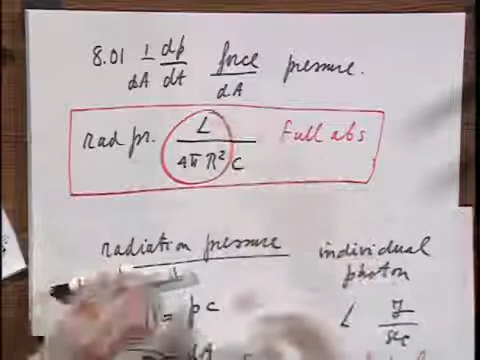 8.01 1/dA dp/dt force/dA pressure.
rad pr. L/4πR²c full abs
radiation pressure individual
photon
= pc L J/sec